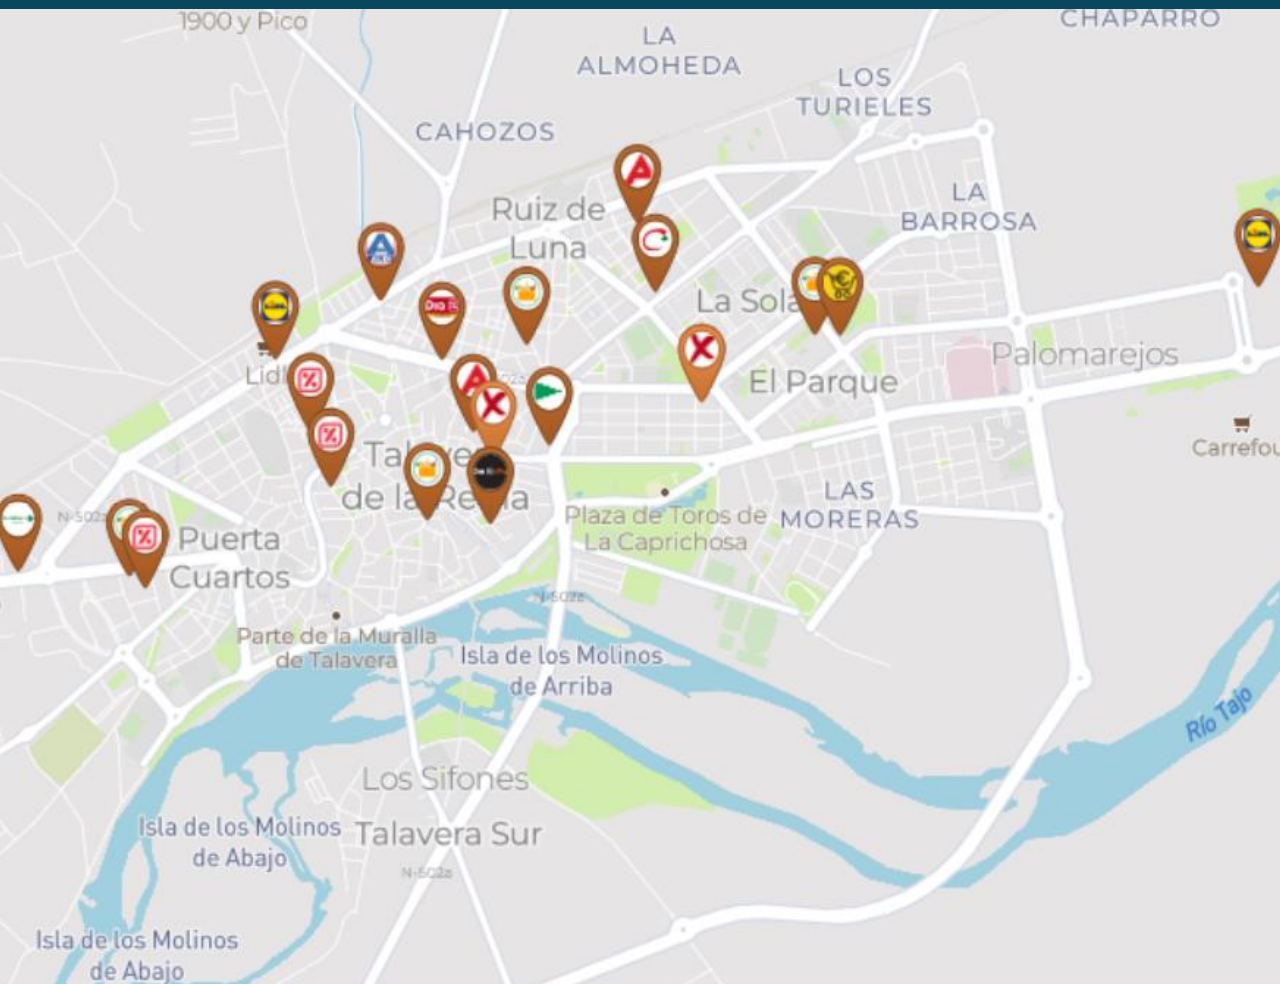 1900 y Pico
LA
ALMOHEDA
CHAPARRO
LOS
TURIELES
CAHOZOS
LA
BARROSA
Ruiz de
Luna
La Sola
Lidl
Palomarejos
El Parque
Carrefou
Talavera
de la Reina
LAS
MORERAS
Plaza de Toros de
La Caprichosa
N-502a
Puerta
Cuartos
N-502a
Parte de la Muralla
de Talavera
Isla de los Molinos
de Arriba
Río Tajo
Los Sifones
Isla de los Molinos
de Abajo
Talavera Sur
N-502a
Isla de los Molinos
de Abajo